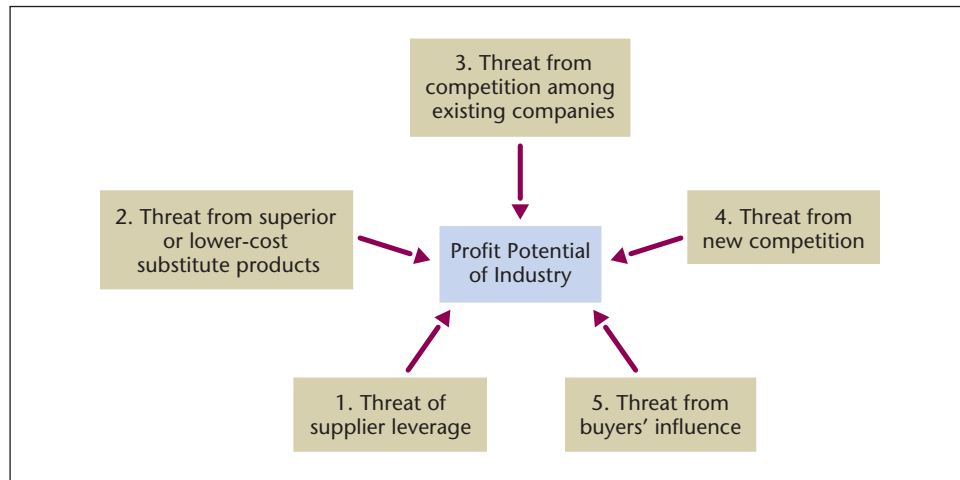 3. Threat from
competition among
existing companies
2. Threat from superior
or lower-cost
substitute products
Profit Potential
of Industry
4. Threat from
new competition
1. Threat of
supplier leverage
5. Threat from
buyers’ influence